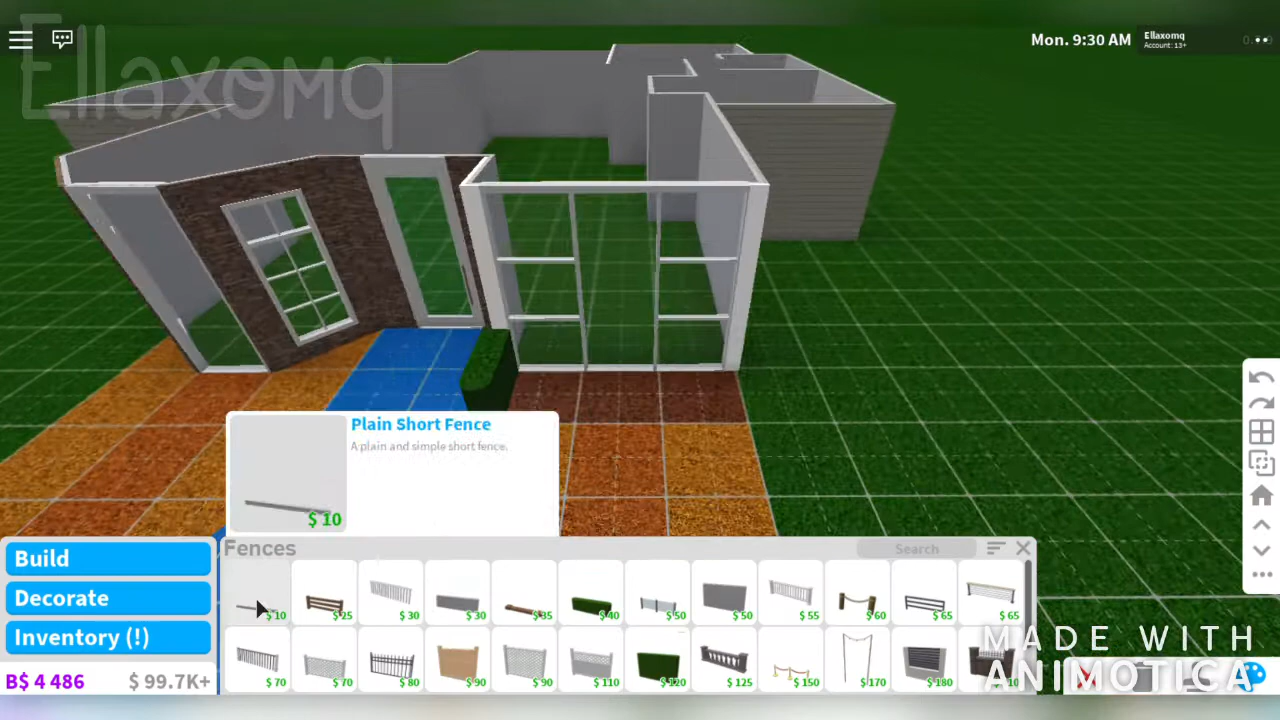 Ellaxomq
Mon. 9:30 AM
Ellaxomq
Account: 13+
Plain Short Fence
A plain and simple short fence.
$ 10
Build
Decorate
Inventory (!)
B$ 4 486
$ 99.7K+
Fences
Search
$ 10
$ 25
$ 30
$ 30
$ 35
$ 40
$ 50
$ 50
$ 55
$ 60
$ 65
$ 65
$ 70
$ 70
$ 80
$ 90
$ 90
$ 110
$ 120
$ 125
$ 150
$ 170
$ 180
MADE WITH
ANIMOTICA